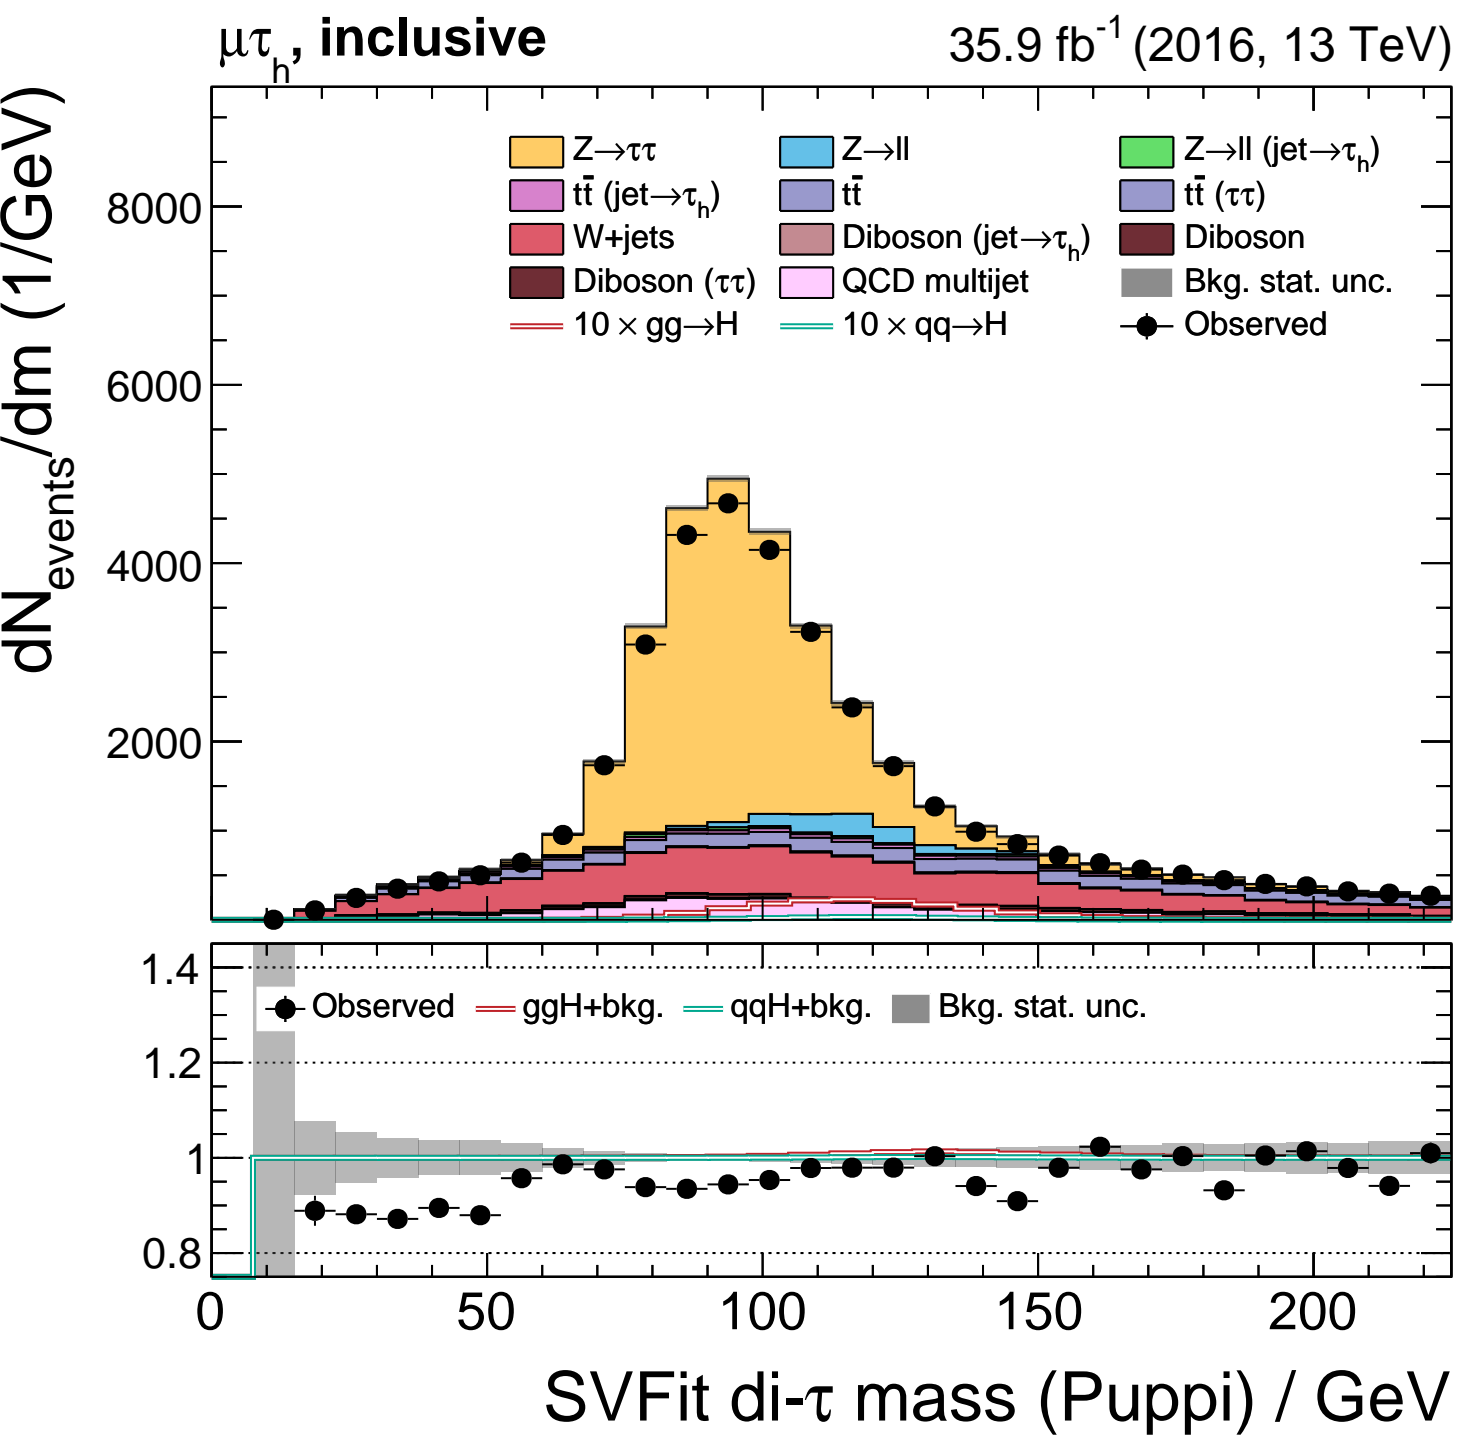 μτh, inclusive 35.9 fb-1 (2016, 13 TeV)
dNevents/dm (1/GeV)
8000
6000
4000
2000
Z→ττ Z→ll Z→ll (jet→τh)
tt̄ (jet→τh) tt̄ tt̄ (ττ)
W+jets Diboson (jet→τh) Diboson
Diboson (ττ) QCD multijet Bkg. stat. unc.
10 × gg→H 10 × qq→H Observed
1.4
1.2
1
0.8
Observed ggH+bkg. qqH+bkg. Bkg. stat. unc.
0 50 100 150 200
SVFit di-τ mass (Puppi) / GeV